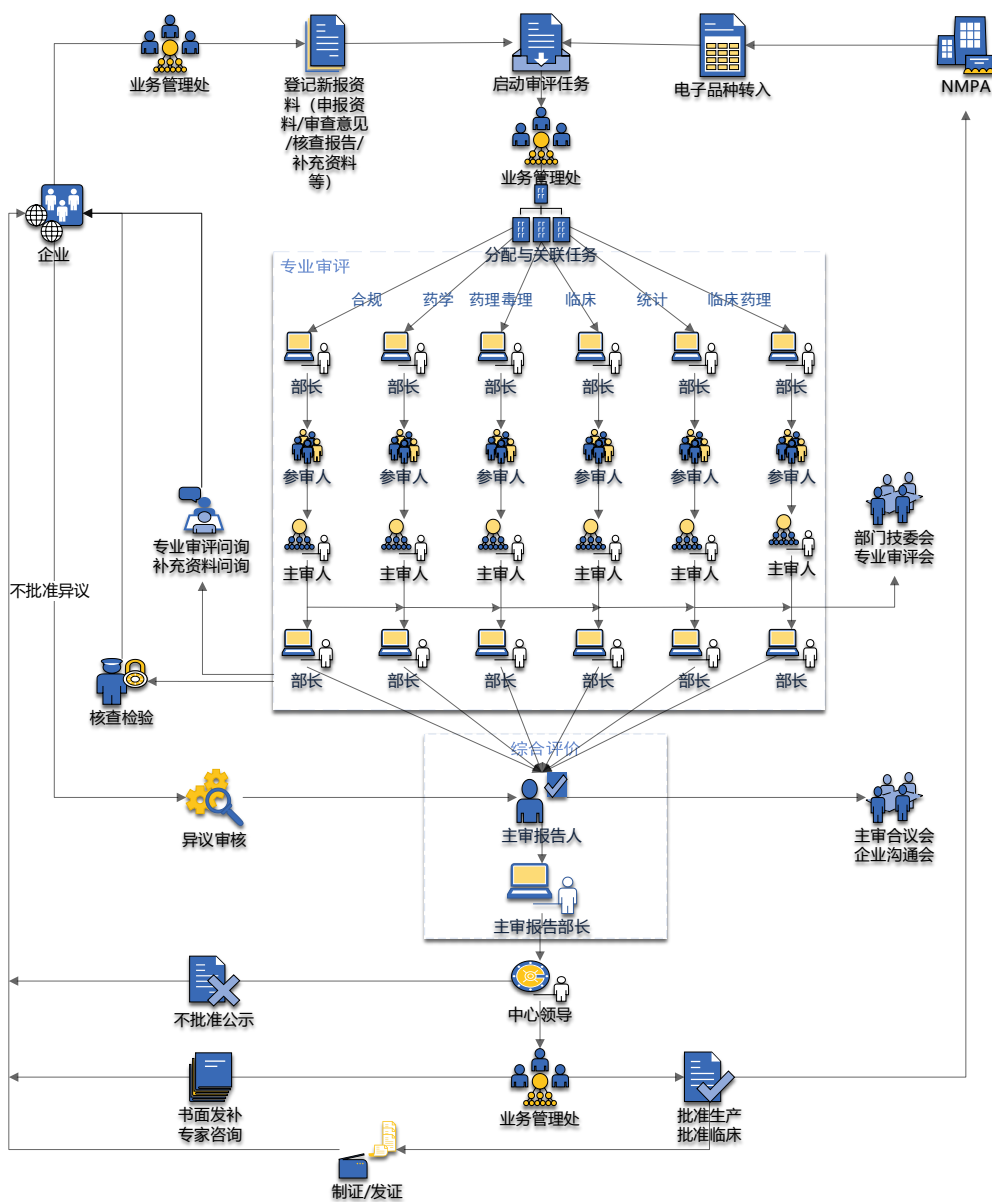 业务管理处
登记新报资
料（申报资
料/审查意见
/核查报告/
补充资料
等）
启动审评任务
电子品种转入
NMPA
业务管理处
分配与关联任务
企业
专业审评
合规
药学
药理毒理
临床
统计
临床药理
部长
部长
部长
部长
部长
部长
参审人
参审人
参审人
参审人
参审人
参审人
主审人
主审人
主审人
主审人
主审人
主审人
部门技委会
专业审评会
专业审评问询
补充资料问询
不批准异议
部长
部长
部长
部长
部长
部长
核查检验
综合评价
异议审核
主审报告人
主审合议会
企业沟通会
主审报告部长
不批准公示
中心领导
书面发补
专家咨询
业务管理处
批准生产
批准临床
制证/发证